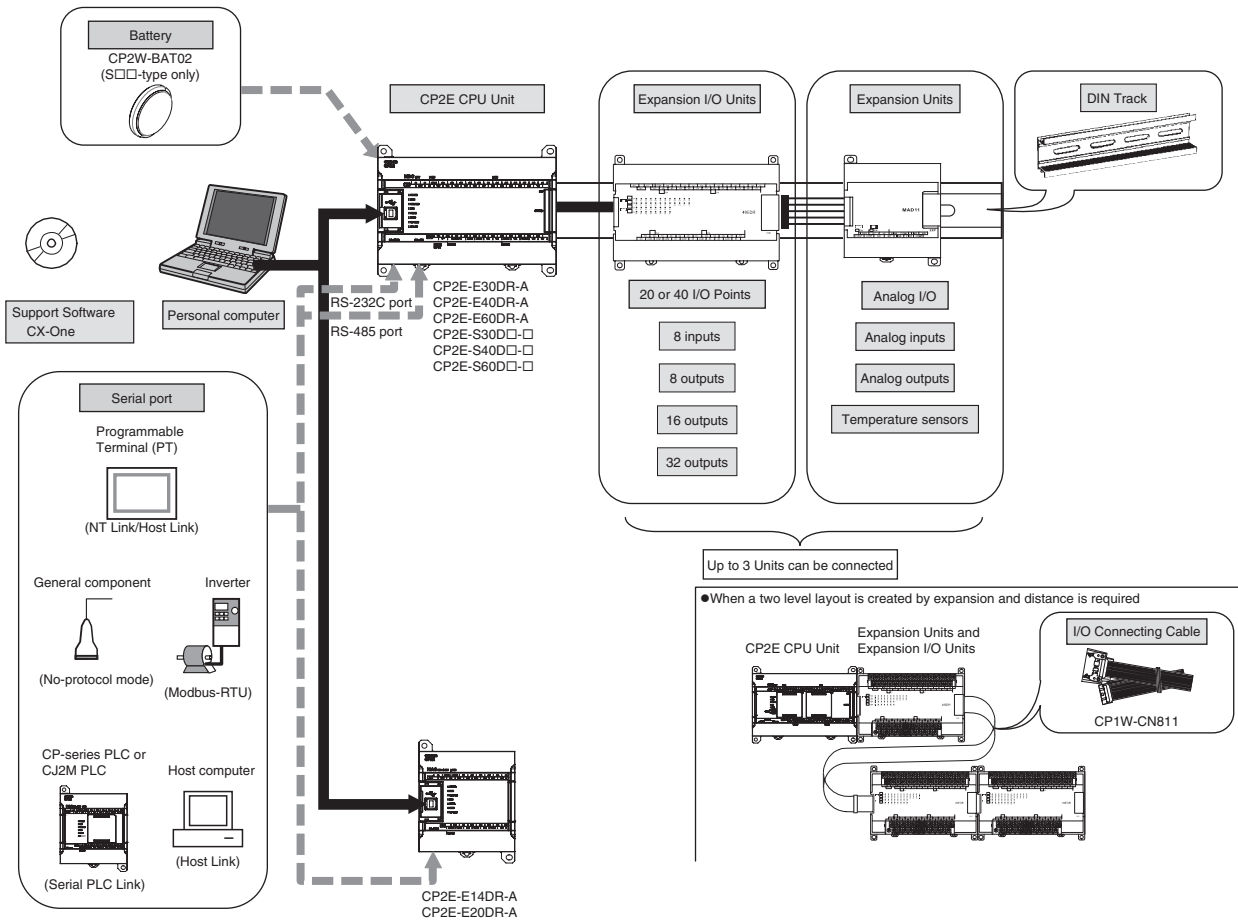 Battery
CP2W-BAT02
(S□□-type only)
CP2E CPU Unit
Expansion I/O Units
Expansion Units
DIN Track
MAD11
Support Software
CX-One
Personal computer
RS-232C port
RS-485 port
CP2E-E30DR-A
CP2E-E40DR-A
CP2E-E60DR-A
CP2E-S30D□-□
CP2E-S40D□-□
CP2E-S60D□-□
20 or 40 I/O Points
8 inputs
8 outputs
16 outputs
32 outputs
Analog I/O
Analog inputs
Analog outputs
Temperature sensors
Up to 3 Units can be connected
Serial port
Programmable
Terminal (PT)
(NT Link/Host Link)
General component
Inverter
(No-protocol mode)
(Modbus-RTU)
CP-series PLC or
CJ2M PLC
Host computer
(Host Link)
(Serial PLC Link)
CP2E-E14DR-A
CP2E-E20DR-A
●When a two level layout is created by expansion and distance is required
CP2E CPU Unit
Expansion Units and
Expansion I/O Units
I/O Connecting Cable
CP1W-CN811